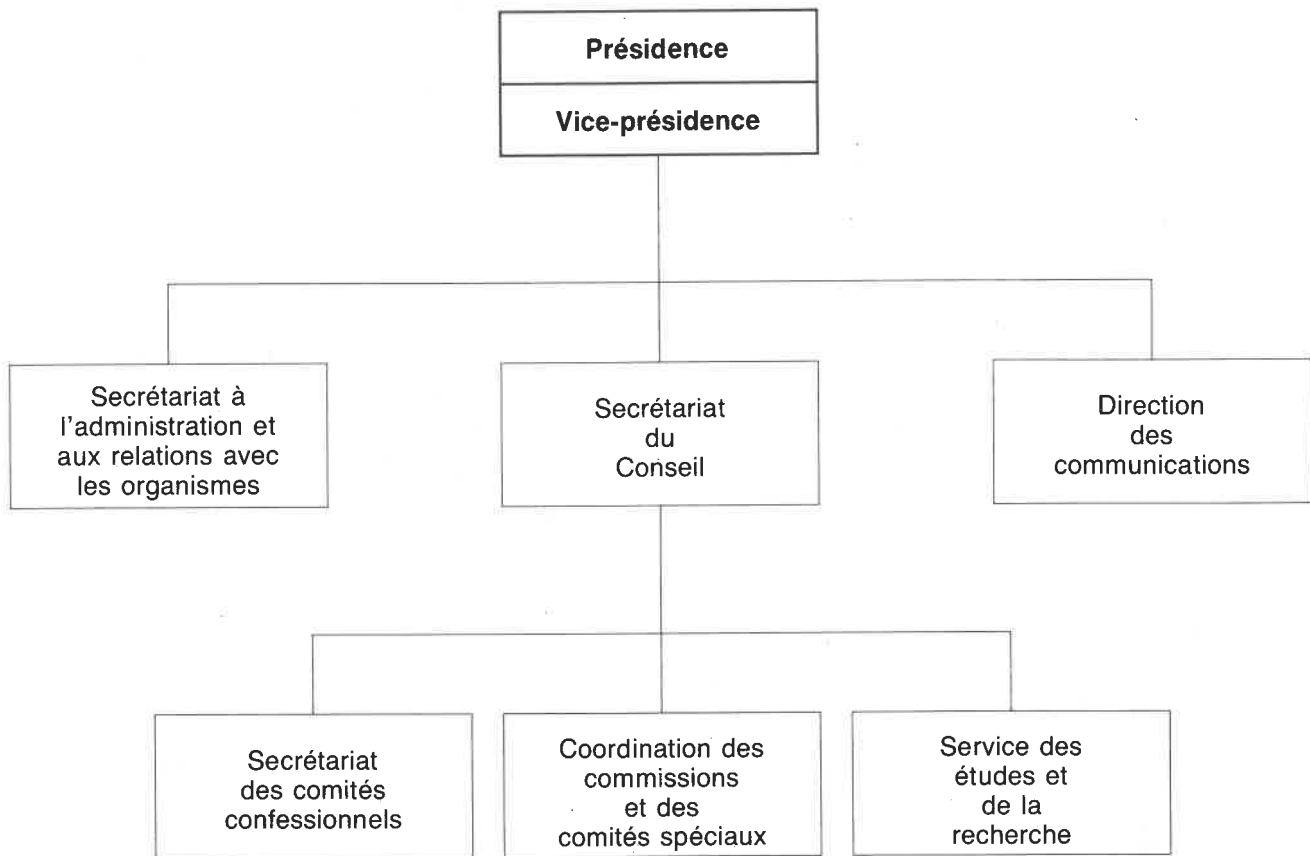 Présidence
Vice-présidence
Secrétariat à
l'administration et
aux relations avec
les organismes
Secrétariat
du
Conseil
Direction
des
communications
Secrétariat
des comités
confessionnels
Coordination des
commissions
et des
comités spéciaux
Service des
études et
de la
recherche